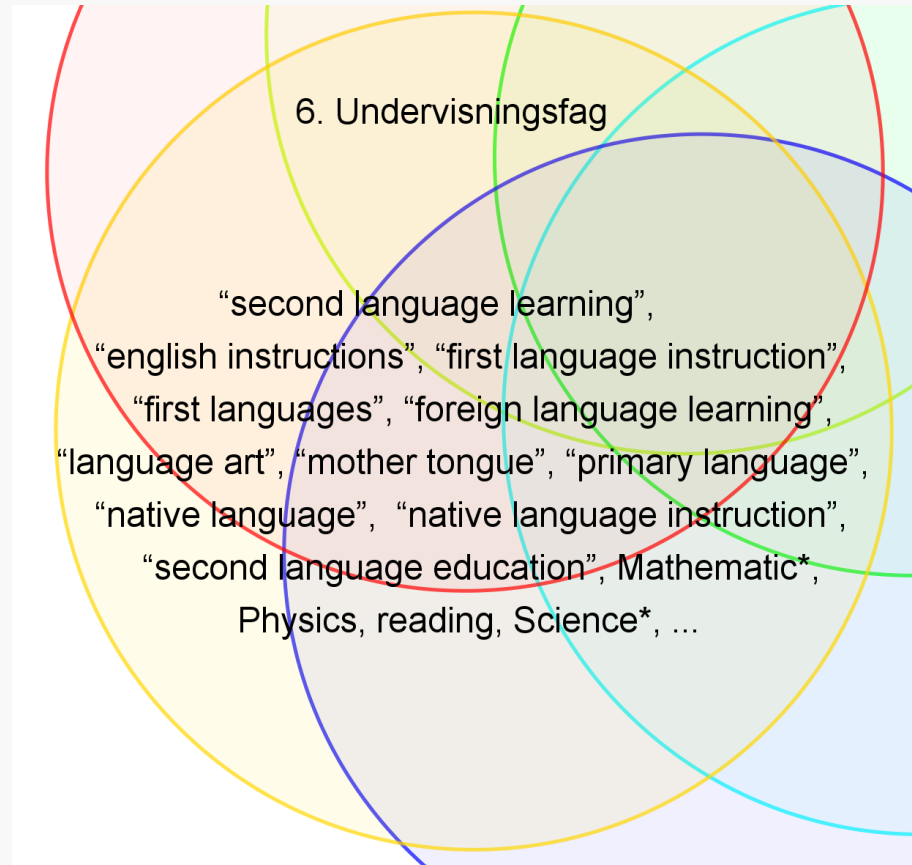 6. Undervisningsfag
“second language learning”,
“english instructions”, “first language instruction”,
“first languages”, “foreign language learning”,
“language art”, “mother tongue”, “primary language”,
“native language”, “native language instruction”,
“second language education”, Mathematic*,
Physics, reading, Science*, ...